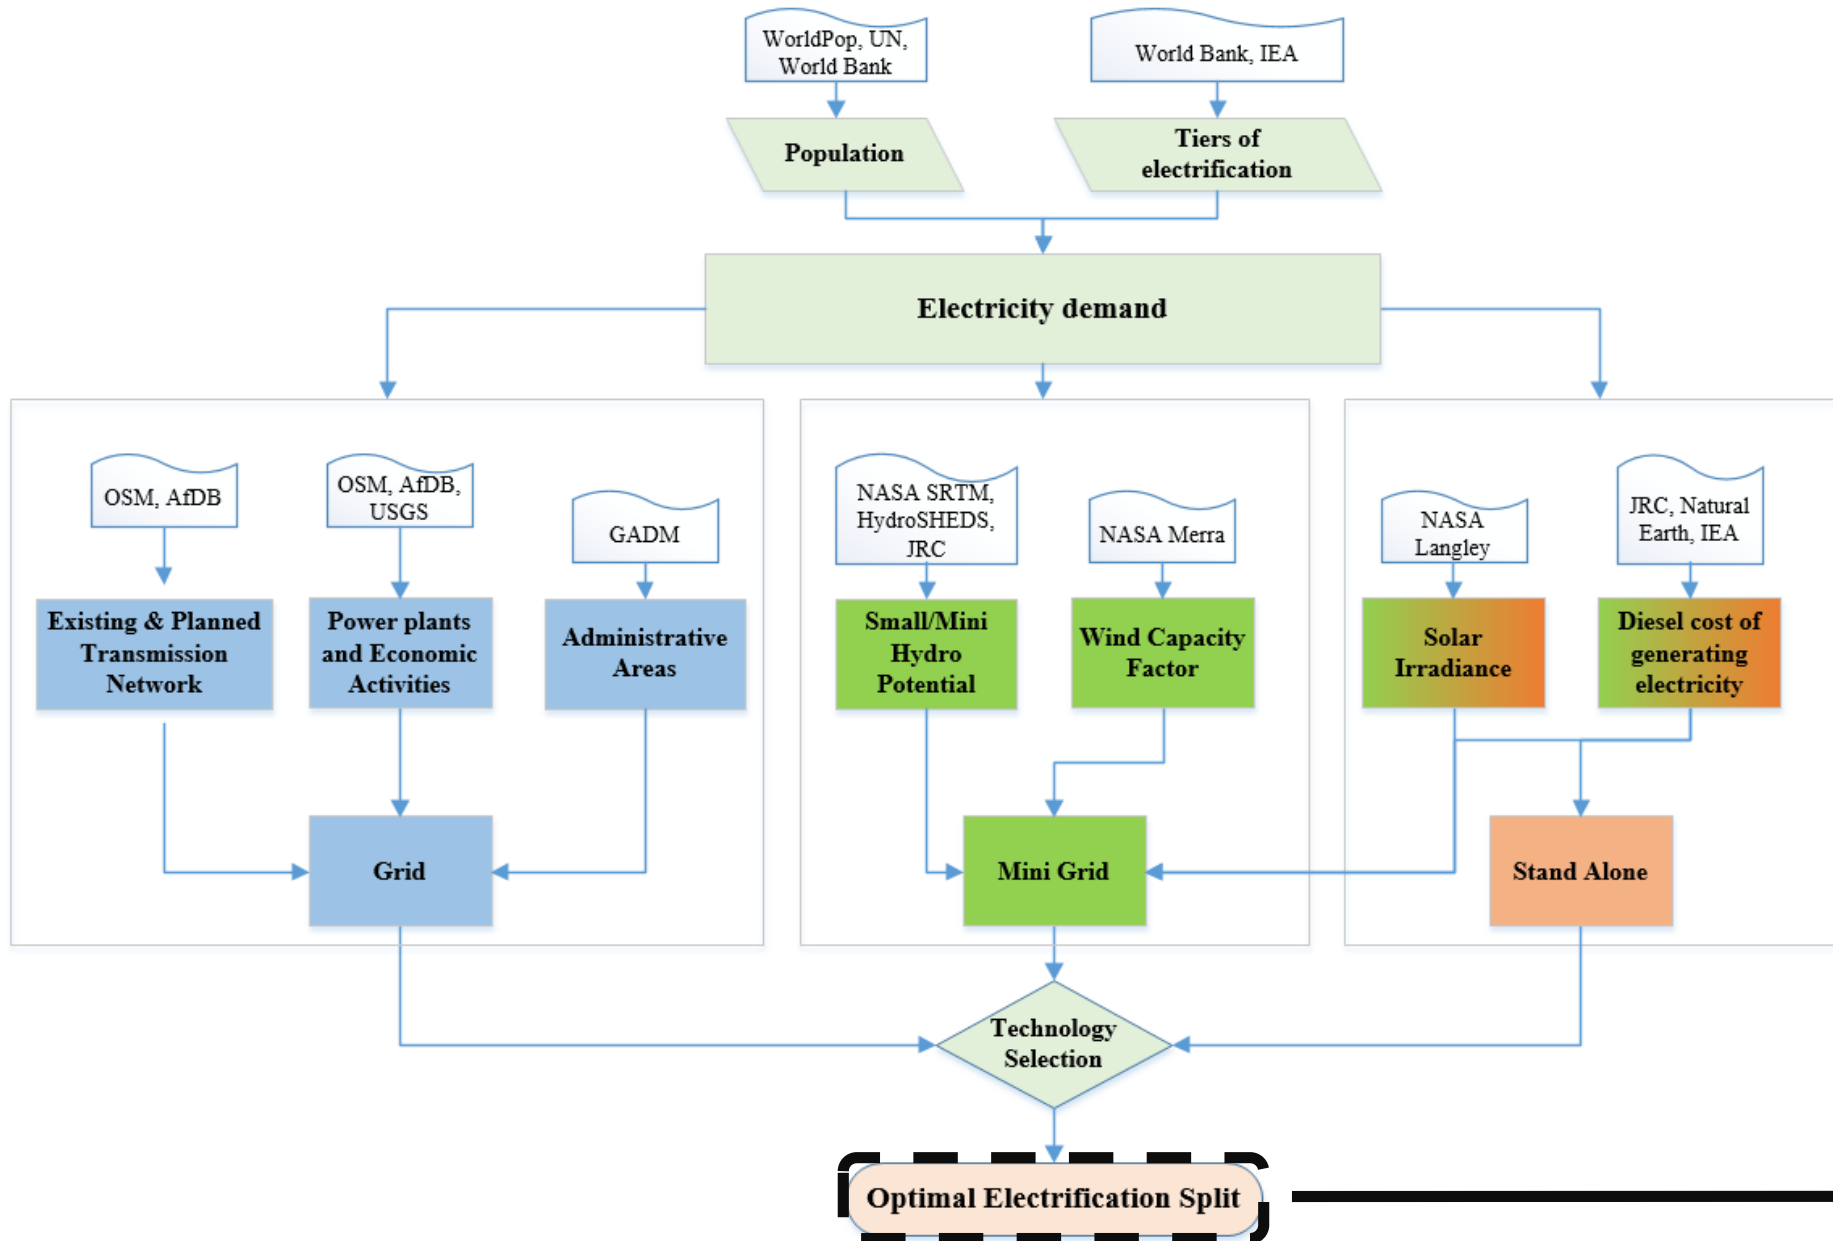 WorldPop, UN,
World Bank
World Bank, IEA
Population
Tiers of
electrification
Electricity demand
OSM, AfDB
OSM, AfDB,
USGS
GADM
NASA SRTM,
HydroSHEDS,
JRC
NASA Merra
NASA
Langley
JRC, Natural
Earth, IEA
Existing & Planned
Transmission
Network
Power plants
and Economic
Activities
Administrative
Areas
Small/Mini
Hydro
Potential
Wind Capacity
Factor
Solar
Irradiance
Diesel cost of
generating
electricity
Grid
Mini Grid
Stand Alone
Technology
Selection
Optimal Electrification Split